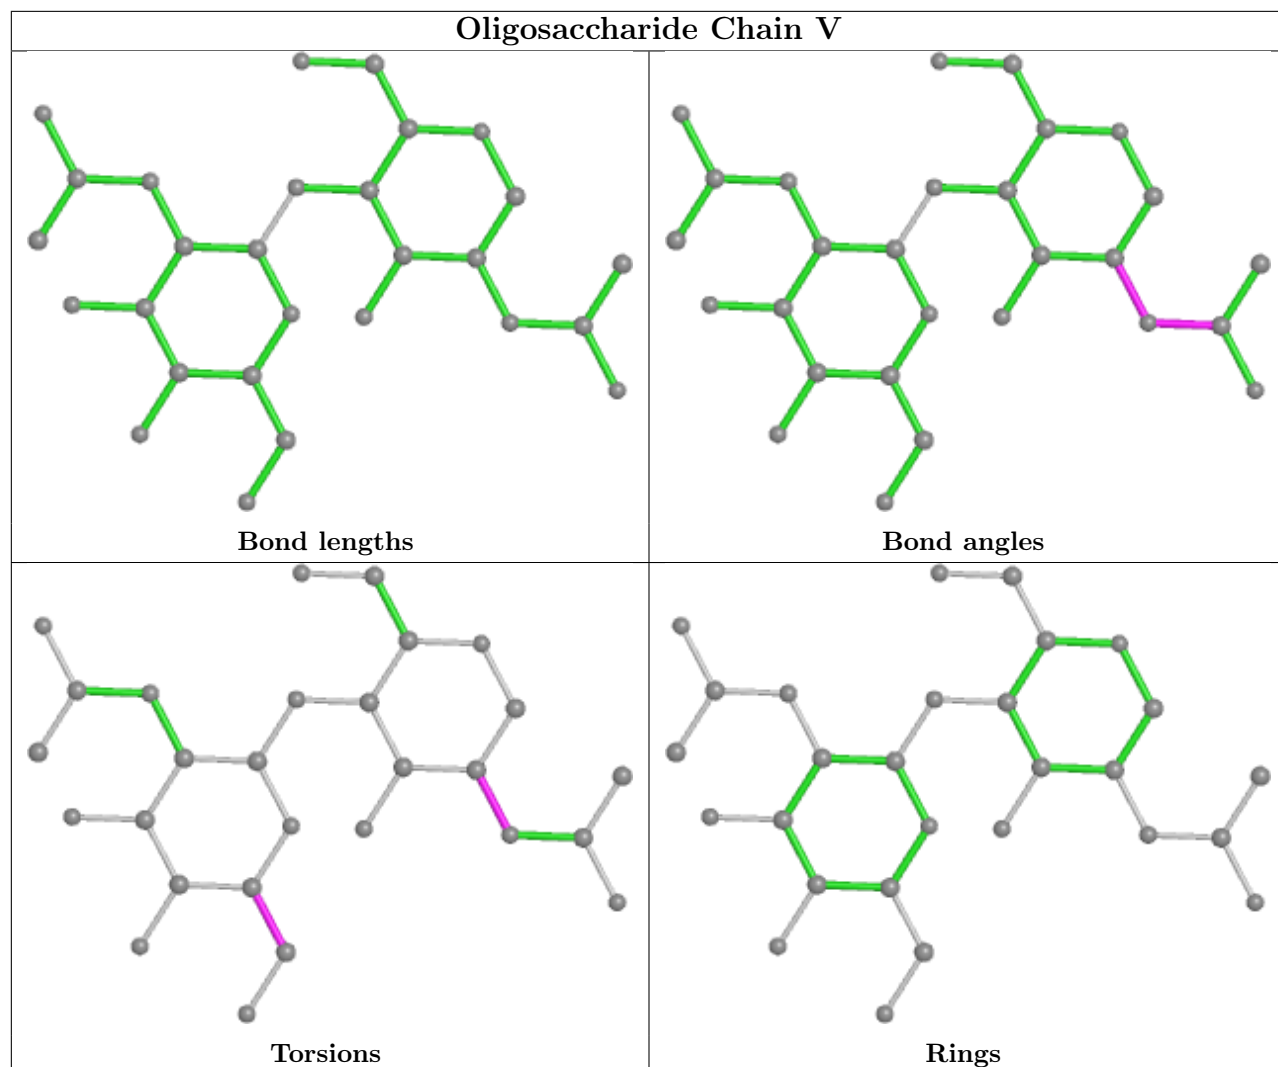 Oligosaccharide Chain V
Bond lengths
Bond angles
Torsions
Rings